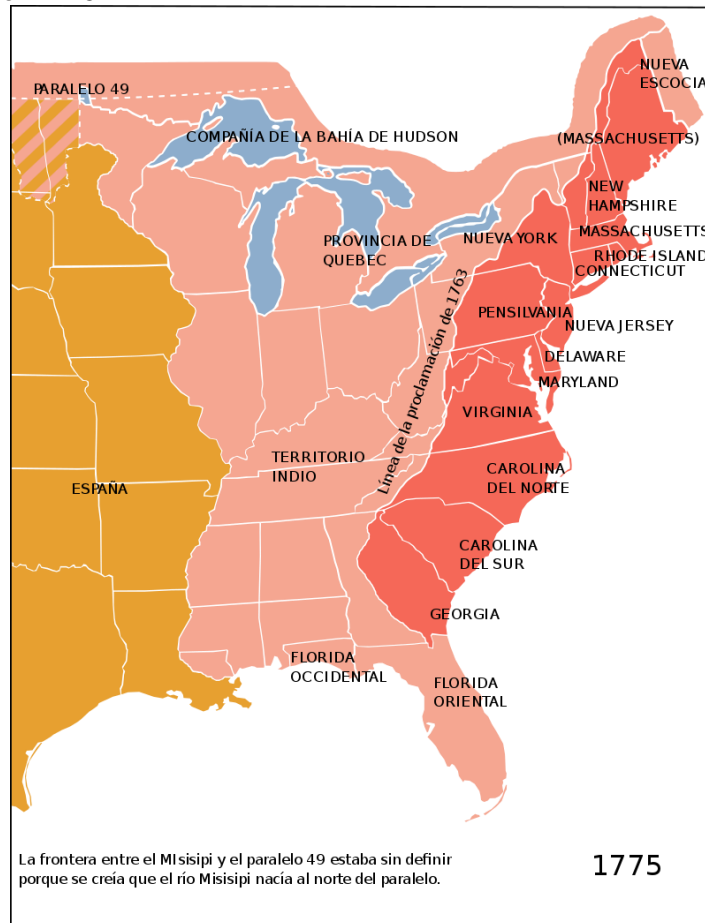 NUEVA
ESCOCIA
PARALELO 49
COMPAÑÍA DE LA BAHÍA DE HUDSON
(MASSACHUSETTS)
NEW
HAMPSHIRE
MASSACHUSETTS
PROVINCIA DE
QUEBEC
NUEVA YORK
RHODE ISLAND
CONNECTICUT
Línea de la proclamación de 1763
PENSILVANIA
NUEVA JERSEY
DELAWARE
MARYLAND
VIRGINIA
TERRITORIO
INDIO
CAROLINA
DEL NORTE
ESPAÑA
CAROLINA
DEL SUR
GEORGIA
FLORIDA
OCCIDENTAL
FLORIDA
ORIENTAL
La frontera entre el MIsisipi y el paralelo 49 estaba sin definir
porque se creía que el río Misisipi nacía al norte del paralelo.
1775